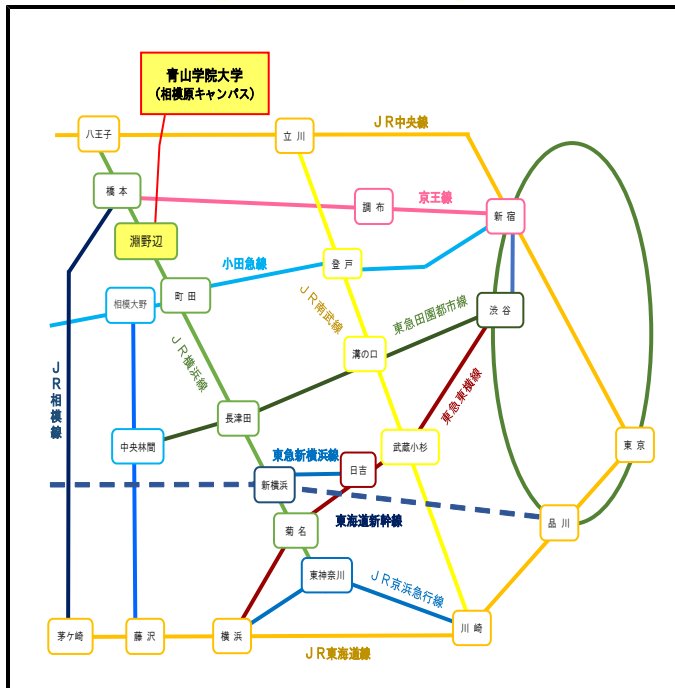 青山学院大学
(相模原キャンパス)
JR中央線
八王子
立川
橋本
京王線
調布
新宿
淵野辺
小田急線
登戸
町田
相模大野
JR南武線
東急田園都市線
渋谷
JR横浜線
溝の口
JR相模線
東急東横線
長津田
中央林間
東急新横浜線
日吉
武蔵小杉
東京
新横浜
東海道新幹線
菊名
品川
東神奈川
JR京浜急行線
茅ケ崎
藤沢
横浜
川崎
JR東海道線